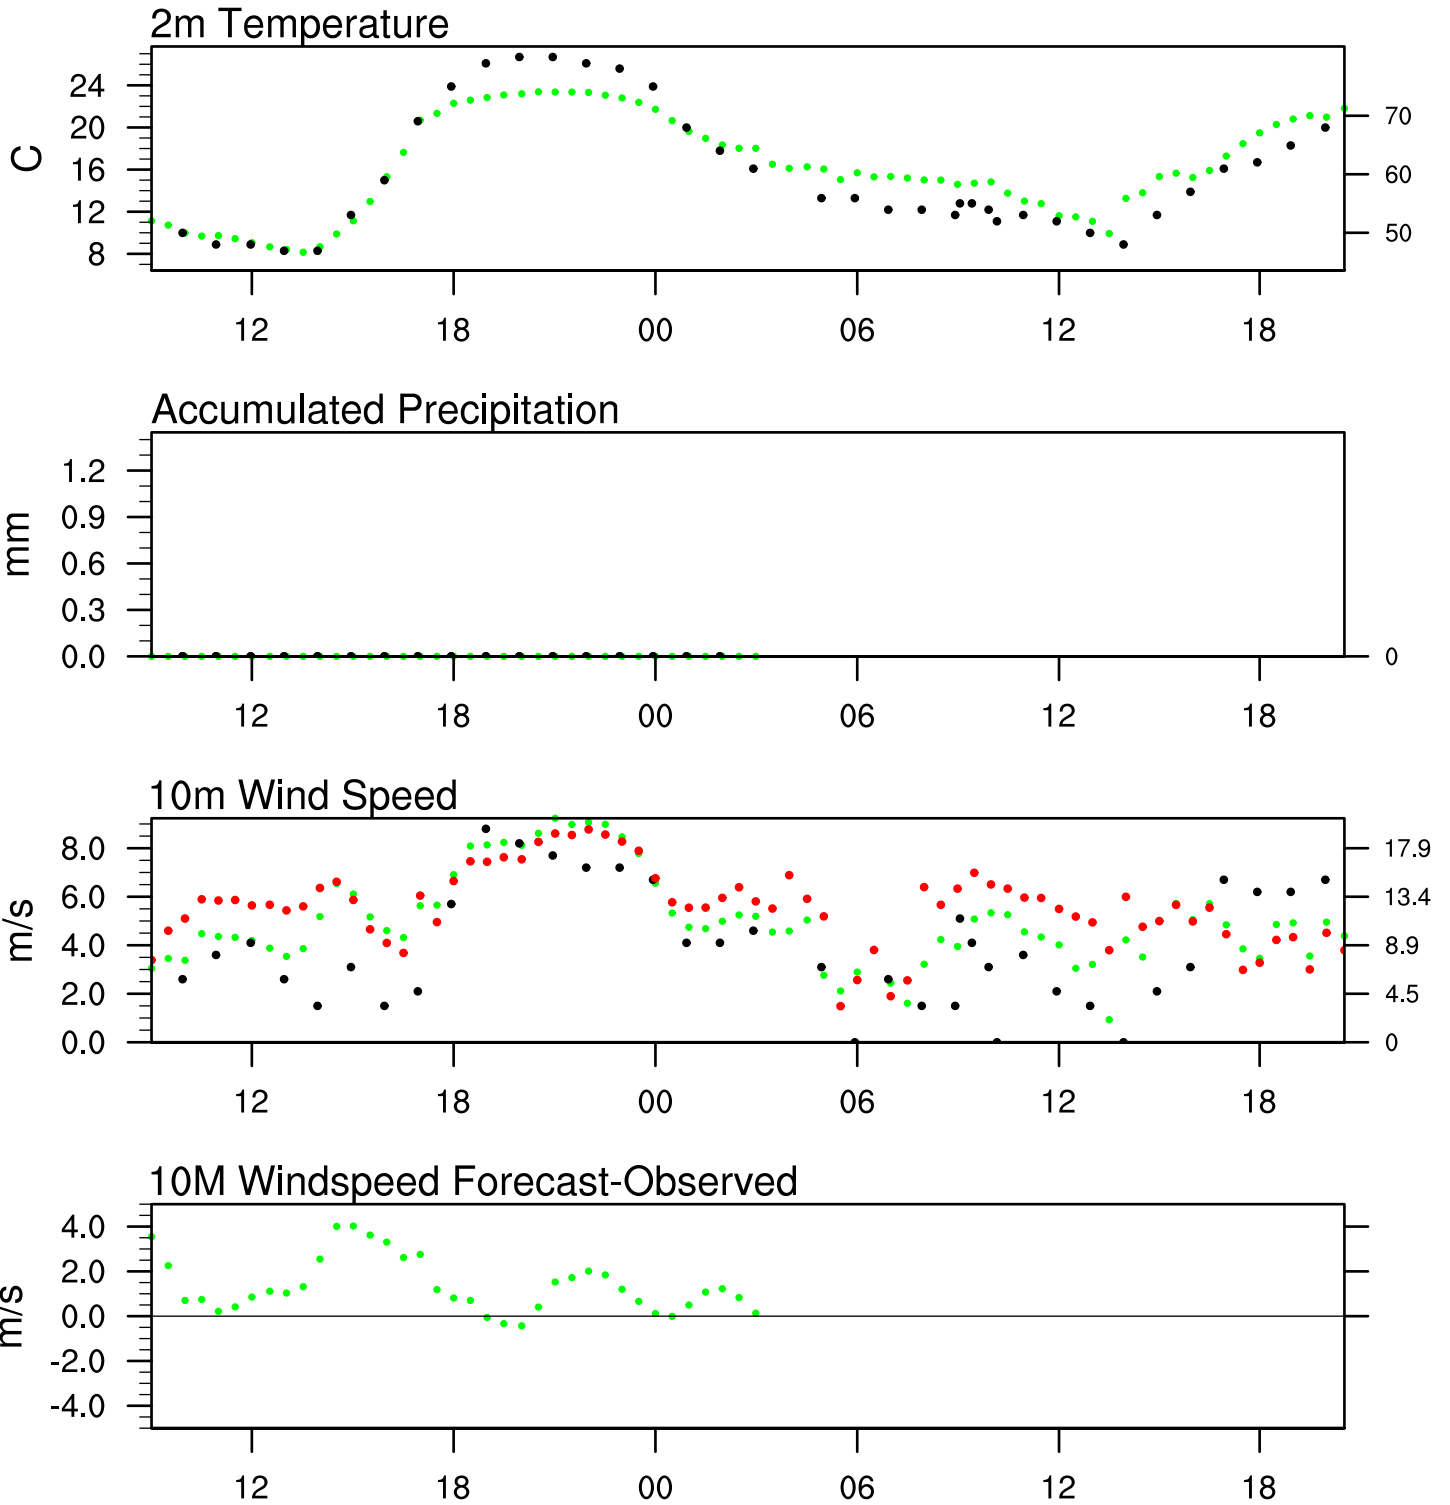 2m Temperature
24
20
16
12
8
C
70
60
50
12 18 00 06 12 18
Accumulated Precipitation
1.2
0.9
0.6
0.3
0.0
mm
0
12 18 00 06 12 18
10m Wind Speed
8.0
6.0
4.0
2.0
0.0
m/s
17.9
13.4
8.9
4.5
0
12 18 00 06 12 18
10M Windspeed Forecast-Observed
4.0
2.0
0.0
-2.0
-4.0
m/s
12 18 00 06 12 18